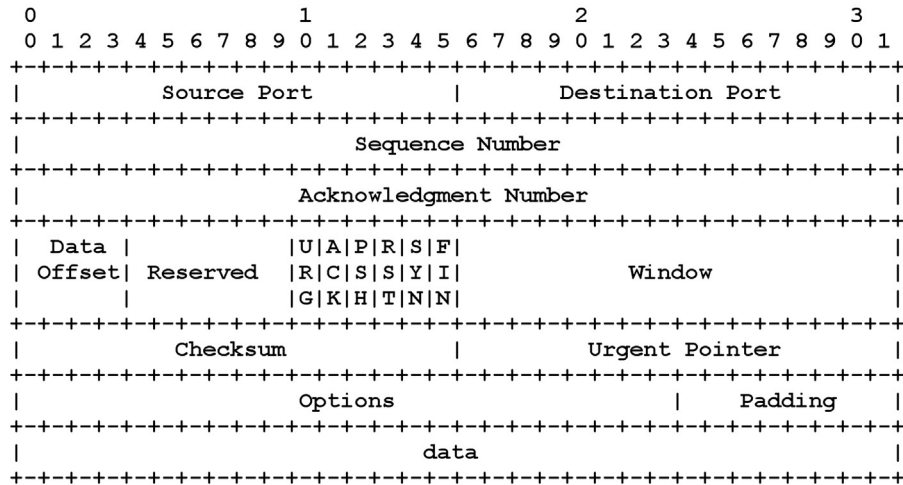 0                   1                   2                   3
 0 1 2 3 4 5 6 7 8 9 0 1 2 3 4 5 6 7 8 9 0 1 2 3 4 5 6 7 8 9 0 1
+-+-+-+-+-+-+-+-+-+-+-+-+-+-+-+-+-+-+-+-+-+-+-+-+-+-+-+-+-+-+-+-+
|          Source Port          |       Destination Port        |
+-+-+-+-+-+-+-+-+-+-+-+-+-+-+-+-+-+-+-+-+-+-+-+-+-+-+-+-+-+-+-+-+
|                        Sequence Number                        |
+-+-+-+-+-+-+-+-+-+-+-+-+-+-+-+-+-+-+-+-+-+-+-+-+-+-+-+-+-+-+-+-+
|                    Acknowledgment Number                      |
+-+-+-+-+-+-+-+-+-+-+-+-+-+-+-+-+-+-+-+-+-+-+-+-+-+-+-+-+-+-+-+-+
|  Data |           |U|A|P|R|S|F|                               |
| Offset| Reserved  |R|C|S|S|Y|I|            Window             |
|       |           |G|K|H|T|N|N|                               |
+-+-+-+-+-+-+-+-+-+-+-+-+-+-+-+-+-+-+-+-+-+-+-+-+-+-+-+-+-+-+-+-+
|           Checksum            |         Urgent Pointer        |
+-+-+-+-+-+-+-+-+-+-+-+-+-+-+-+-+-+-+-+-+-+-+-+-+-+-+-+-+-+-+-+-+
|                    Options                    |    Padding    |
+-+-+-+-+-+-+-+-+-+-+-+-+-+-+-+-+-+-+-+-+-+-+-+-+-+-+-+-+-+-+-+-+
|                             data                              |
+-+-+-+-+-+-+-+-+-+-+-+-+-+-+-+-+-+-+-+-+-+-+-+-+-+-+-+-+-+-+-+-+